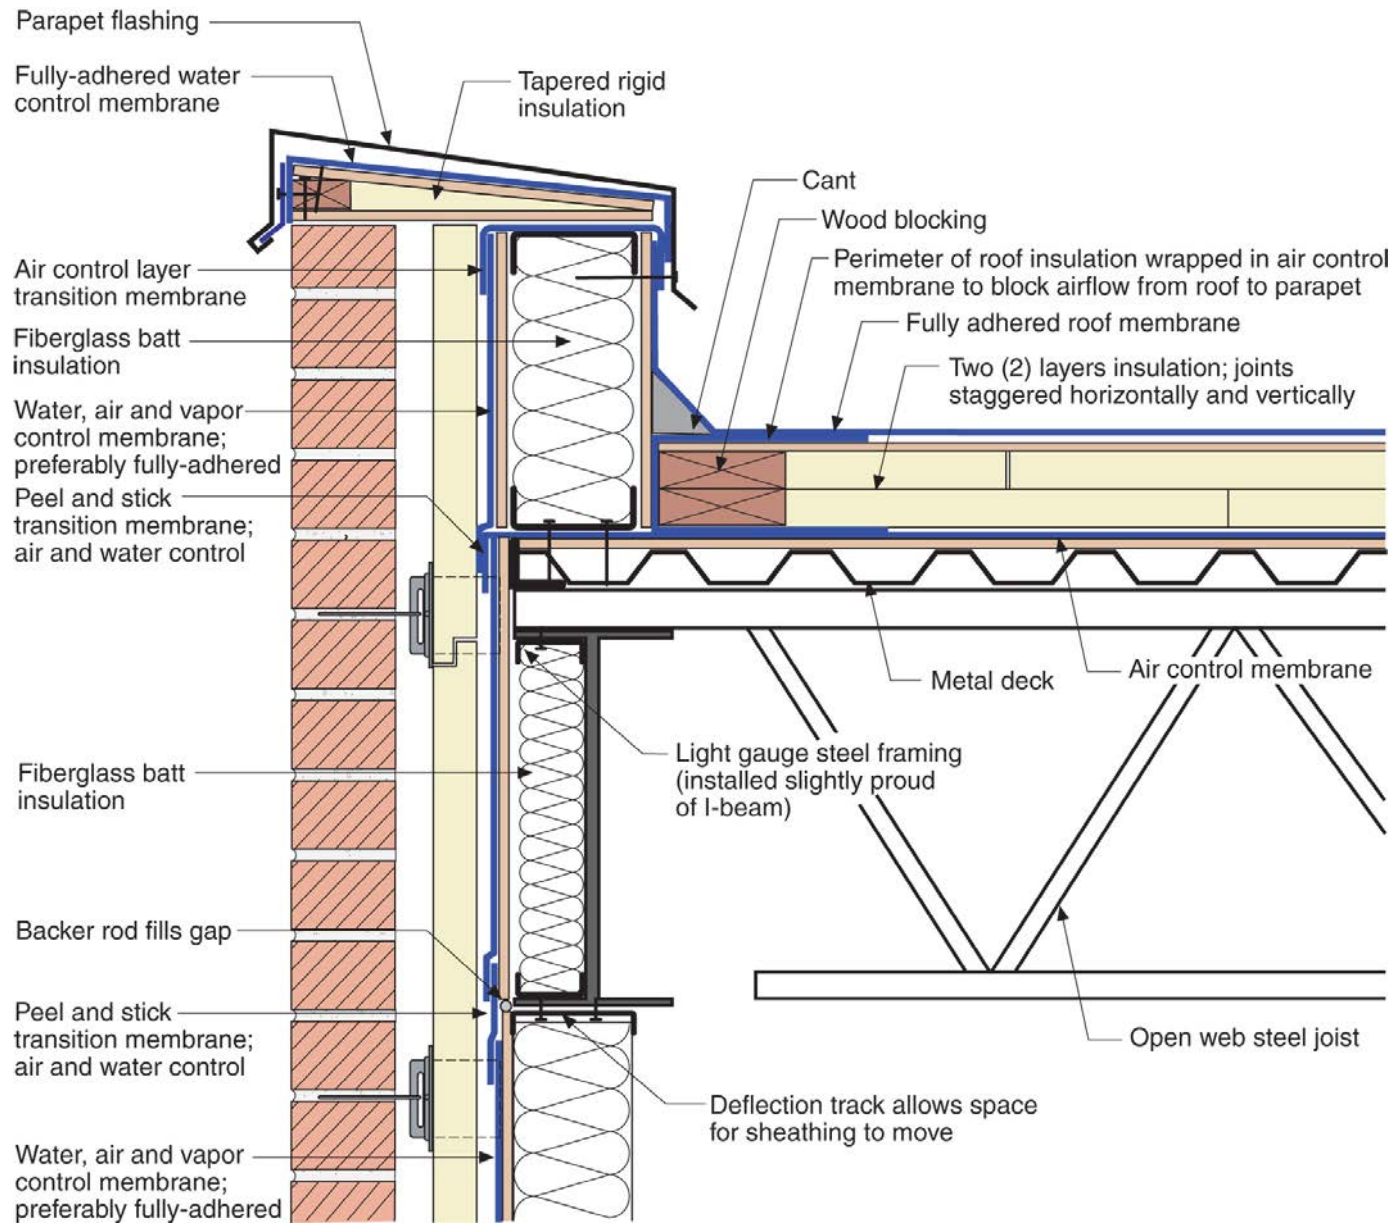 Parapet flashing
Fully-adhered water
control membrane
Tapered rigid
insulation
Cant
Wood blocking
Perimeter of roof insulation wrapped in air control
membrane to block airflow from roof to parapet
Fully adhered roof membrane
Two (2) layers insulation; joints
staggered horizontally and vertically
Air control layer
transition membrane
Fiberglass batt
insulation
Water, air and vapor
control membrane;
preferably fully-adhered
Peel and stick
transition membrane;
air and water control
Metal deck
Air control membrane
Light gauge steel framing
(installed slightly proud
of I-beam)
Fiberglass batt
insulation
Backer rod fills gap
Peel and stick
transition membrane;
air and water control
Open web steel joist
Deflection track allows space
for sheathing to move
Water, air and vapor
control membrane;
preferably fully-adhered